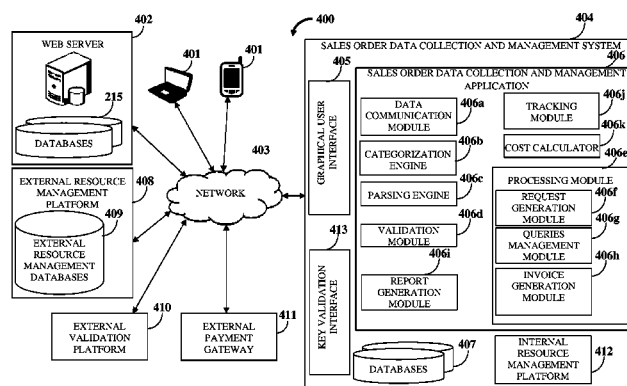 402
WEB SERVER
215
DATABASES
EXTERNAL RESOURCE
MANAGEMENT
PLATFORM
408
409
EXTERNAL
RESOURCE
MANAGEMENT
DATABASES
EXTERNAL
VALIDATION
PLATFORM
410
EXTERNAL
PAYMENT
GATEWAY
411
401
401
403
NETWORK
400
404
SALES ORDER DATA COLLECTION AND MANAGEMENT SYSTEM
405
GRAPHICAL USER
INTERFACE
413
KEY VALIDATION
INTERFACE
406
SALES ORDER DATA COLLECTION AND MANAGEMENT
APPLICATION
DATA
COMMUNICATION
MODULE
406a
CATEGORIZATION
ENGINE
406b
PARSING ENGINE
406c
VALIDATION
MODULE
406d
406i
REPORT
GENERATION
MODULE
TRACKING
MODULE
406j
406k
COST CALCULATOR
406e
PROCESSING MODULE
406f
REQUEST
GENERATION
MODULE
406g
QUERIES
MANAGEMENT
MODULE
406h
INVOICE
GENERATION
MODULE
407
DATABASES
INTERNAL
RESOURCE
MANAGEMENT
PLATFORM
412